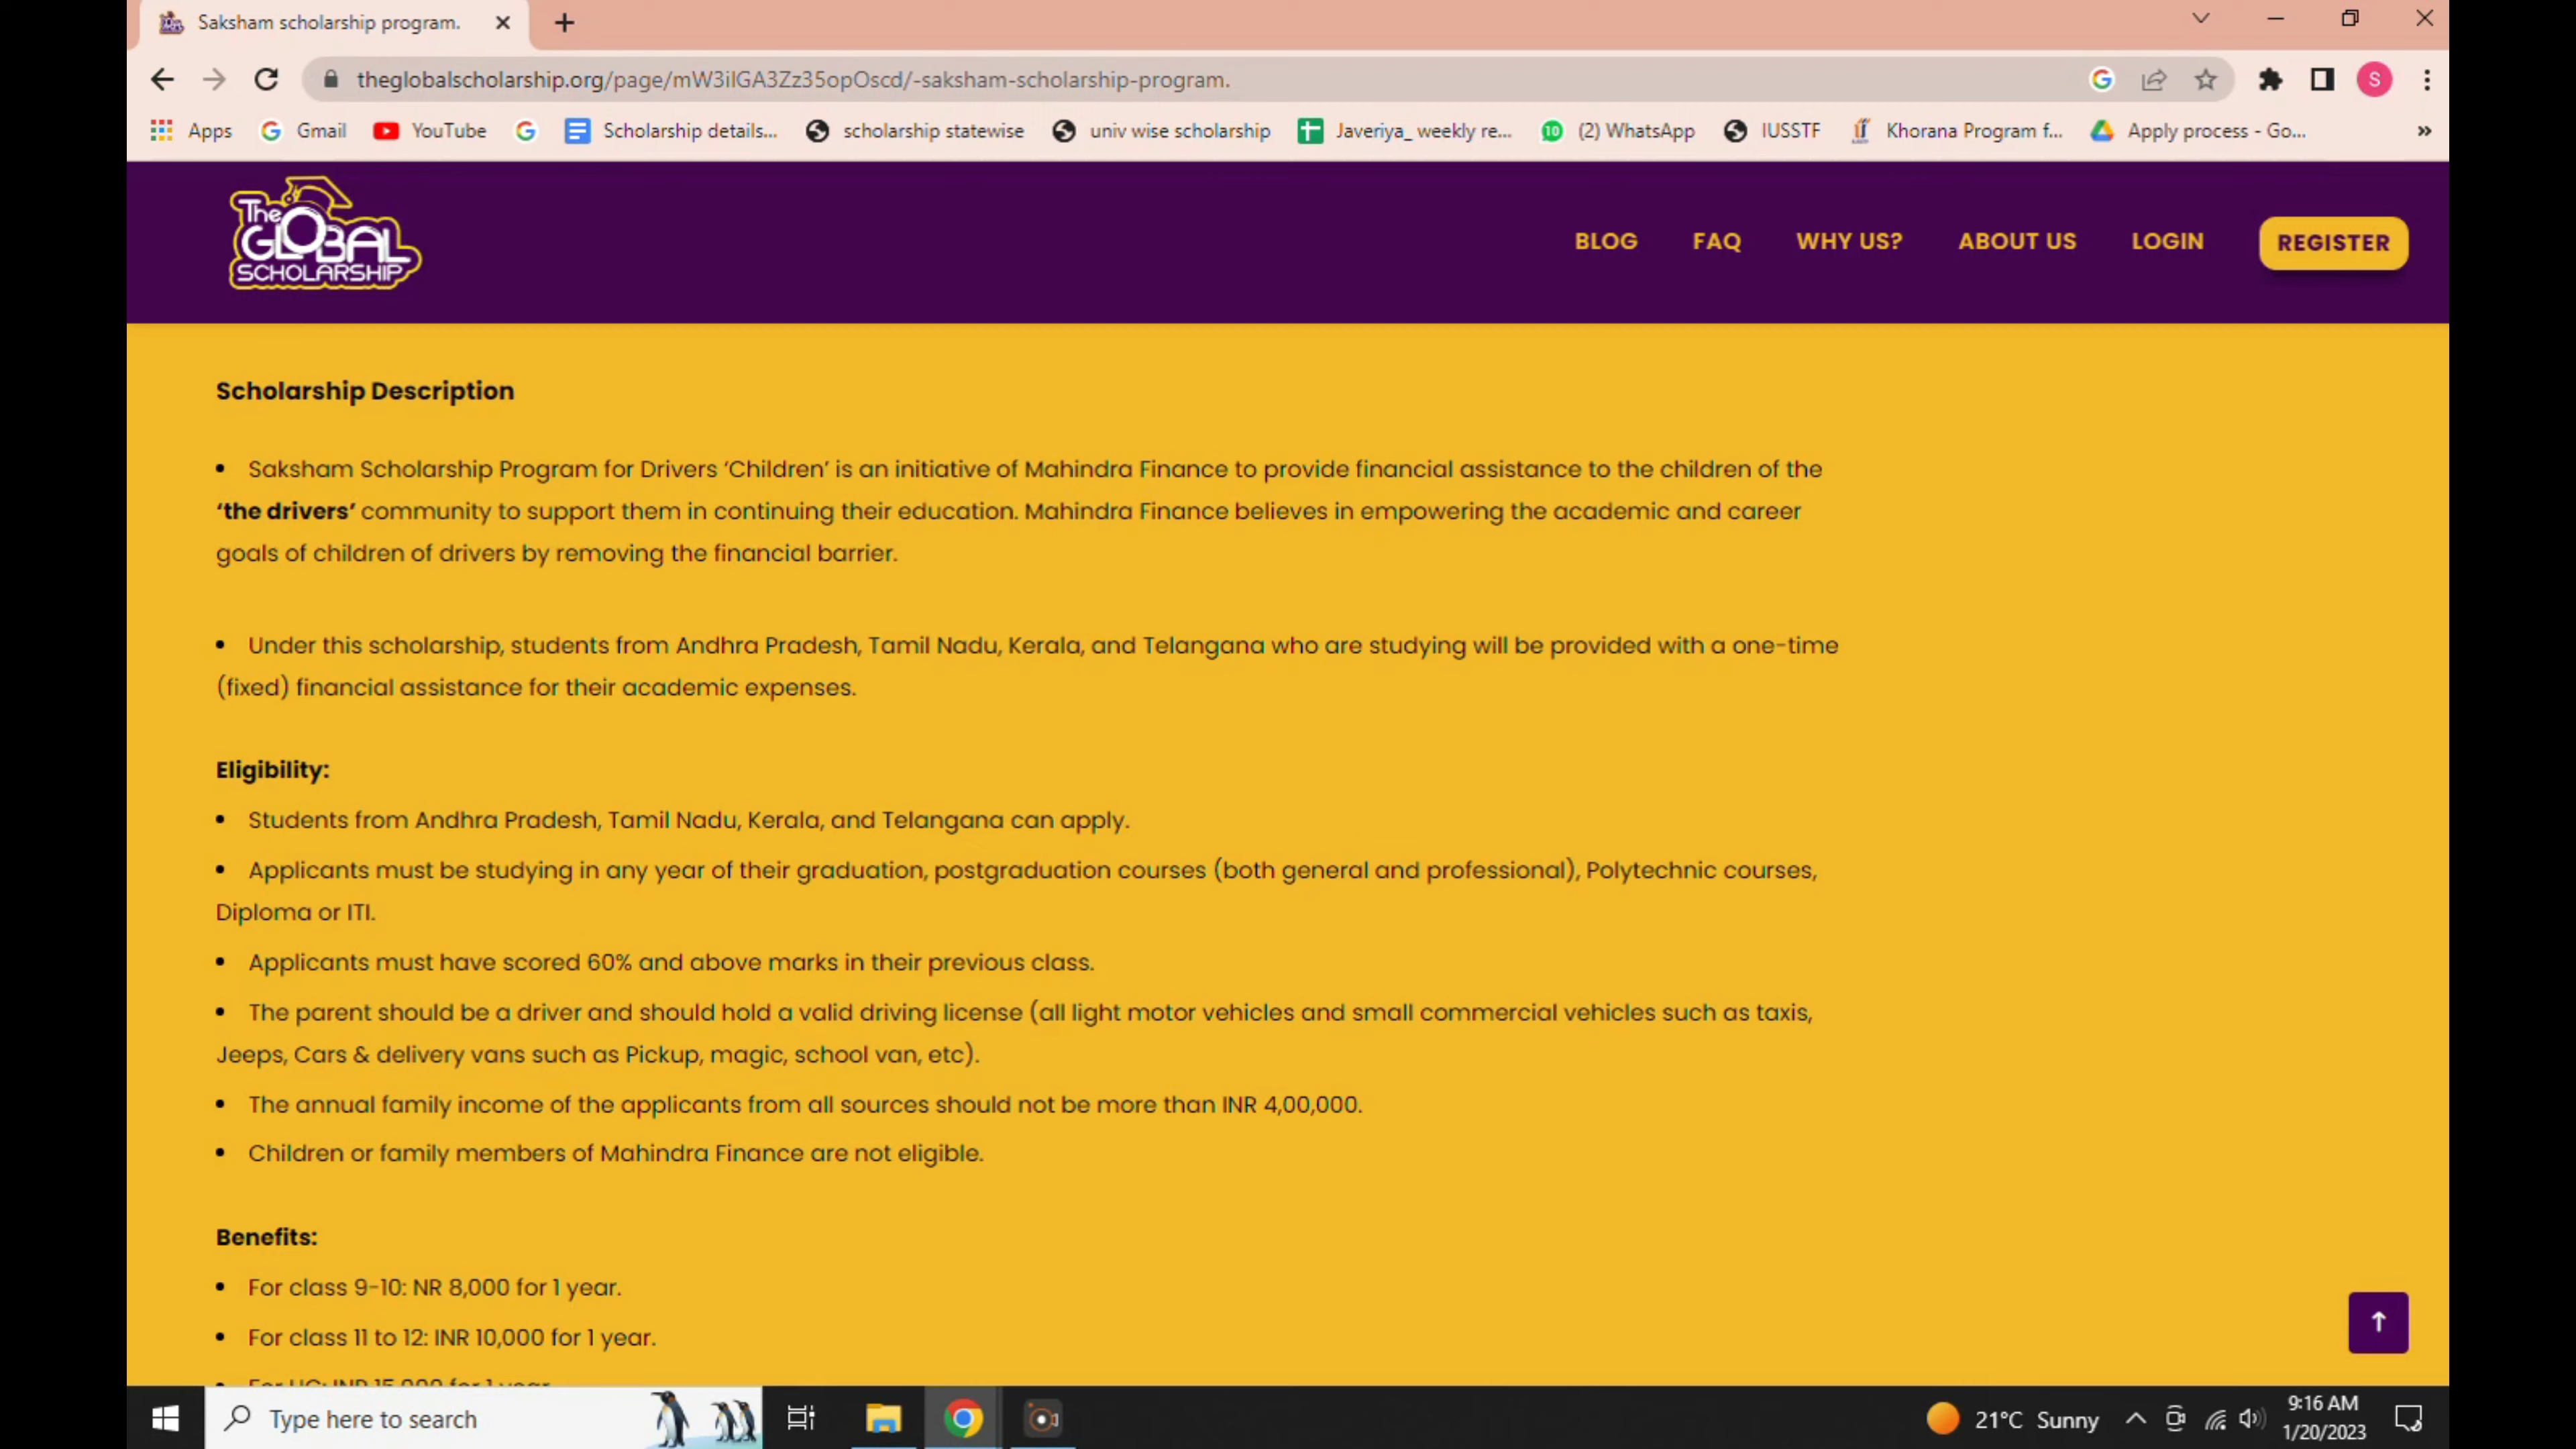 Saksham scholarship program.
theglobalscholarship.org/page/mW3ilGA3Zz35opOscd/-saksham-scholarship-program.
S
Apps Gmail YouTube Scholarship details... scholarship statewise univ wise scholarship Javeriya_ weekly re... 10 (2) WhatsApp IUSSTF Khorana Program f... Apply process - Go... »
The
GLOBAL
SCHOLARSHIP
BLOG FAQ WHY US? ABOUT US LOGIN REGISTER
Scholarship Description
• Saksham Scholarship Program for Drivers ‘Children’ is an initiative of Mahindra Finance to provide financial assistance to the children of the
‘the drivers’ community to support them in continuing their education. Mahindra Finance believes in empowering the academic and career
goals of children of drivers by removing the financial barrier.
• Under this scholarship, students from Andhra Pradesh, Tamil Nadu, Kerala, and Telangana who are studying will be provided with a one-time
(fixed) financial assistance for their academic expenses.
Eligibility:
• Students from Andhra Pradesh, Tamil Nadu, Kerala, and Telangana can apply.
• Applicants must be studying in any year of their graduation, postgraduation courses (both general and professional), Polytechnic courses,
Diploma or ITI.
• Applicants must have scored 60% and above marks in their previous class.
• The parent should be a driver and should hold a valid driving license (all light motor vehicles and small commercial vehicles such as taxis,
Jeeps, Cars & delivery vans such as Pickup, magic, school van, etc).
• The annual family income of the applicants from all sources should not be more than INR 4,00,000.
• Children or family members of Mahindra Finance are not eligible.
Benefits:
• For class 9-10: NR 8,000 for 1 year.
• For class 11 to 12: INR 10,000 for 1 year.
• For UG: INR 15,000 for 1 year
Type here to search
21°C Sunny
9:16 AM
1/20/2023